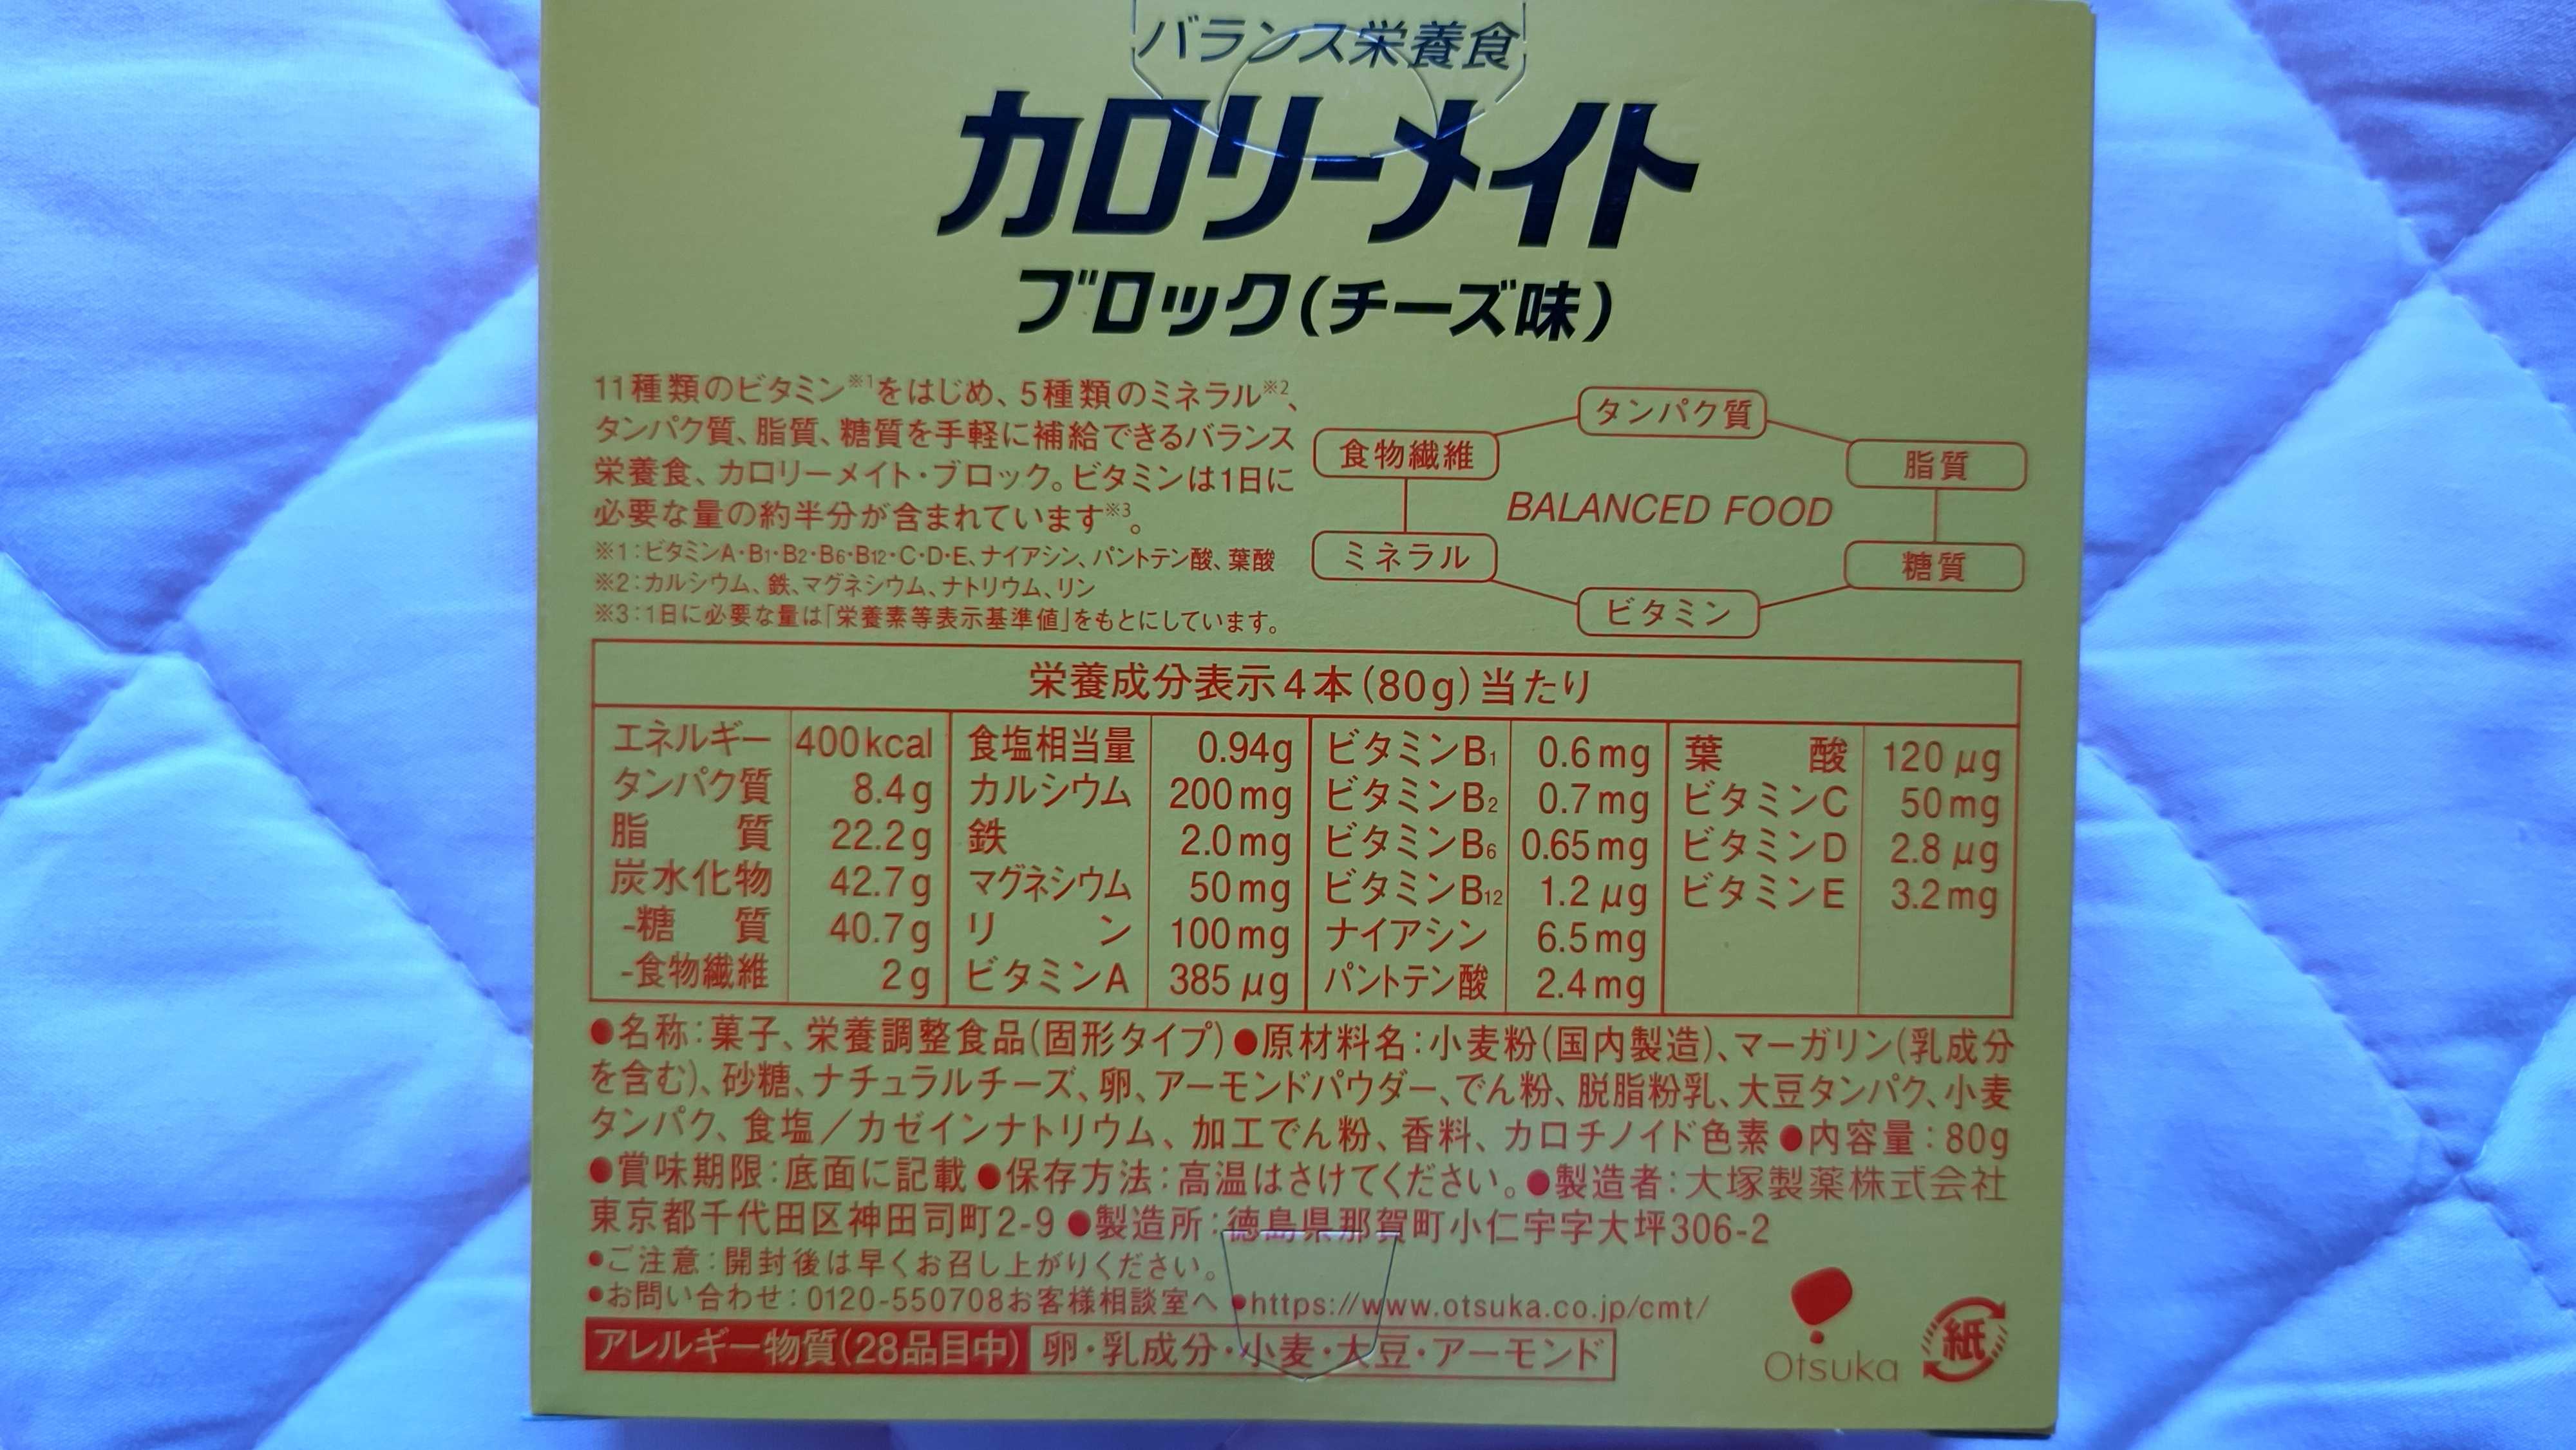 バランス栄養食
カロリーメイト
ブロック(チーズ味)
11種類のビタミン※1をはじめ、5種類のミネラル※2、
タンパク質、脂質、糖質を手軽に補給できるバランス
栄養食、カロリーメイト・ブロック。ビタミンは1日に
必要な量の約半分が含まれています※3。
※1:ビタミンA・B1・B2・B6・B12・C・D・E、ナイアシン、パントテン酸、葉酸
※2:カルシウム、鉄、マグネシウム、ナトリウム、リン
※3:1日に必要な量は「栄養素等表示基準値」をもとにしています。
タンパク質
食物繊維
脂質
BALANCED FOOD
ミネラル
糖質
ビタミン
栄養成分表示4本(80g)当たり
エネルギー 400kcal 食塩相当量 0.94g ビタミンB1 0.6mg 葉酸 120μg
タンパク質 8.4g カルシウム 200mg ビタミンB2 0.7mg ビタミンC 50mg
脂質 22.2g 鉄 2.0mg ビタミンB6 0.65mg ビタミンD 2.8μg
炭水化物 42.7g マグネシウム 50mg ビタミンB12 1.2μg ビタミンE 3.2mg
-糖質 40.7g リン 100mg ナイアシン 6.5mg
-食物繊維 2g ビタミンA 385μg パントテン酸 2.4mg
●名称:菓子、栄養調整食品(固形タイプ)●原材料名:小麦粉(国内製造)、マーガリン(乳成分
を含む)、砂糖、ナチュラルチーズ、卵、アーモンドパウダー、でん粉、脱脂粉乳、大豆タンパク、小麦
タンパク、食塩/カゼインナトリウム、加工でん粉、香料、カロチノイド色素●内容量:80g
●賞味期限:底面に記載●保存方法:高温はさけてください。●製造者:大塚製薬株式会社
東京都千代田区神田司町2-9●製造所:徳島県那賀町小仁宇字大坪306-2
•ご注意:開封後は早くお召し上がりください。
•お問い合わせ:0120-550708お客様相談室へ •https://www.otsuka.co.jp/cmt/
アレルギー物質(28品目中) 卵・乳成分・小麦・大豆・アーモンド
Otsuka
紙